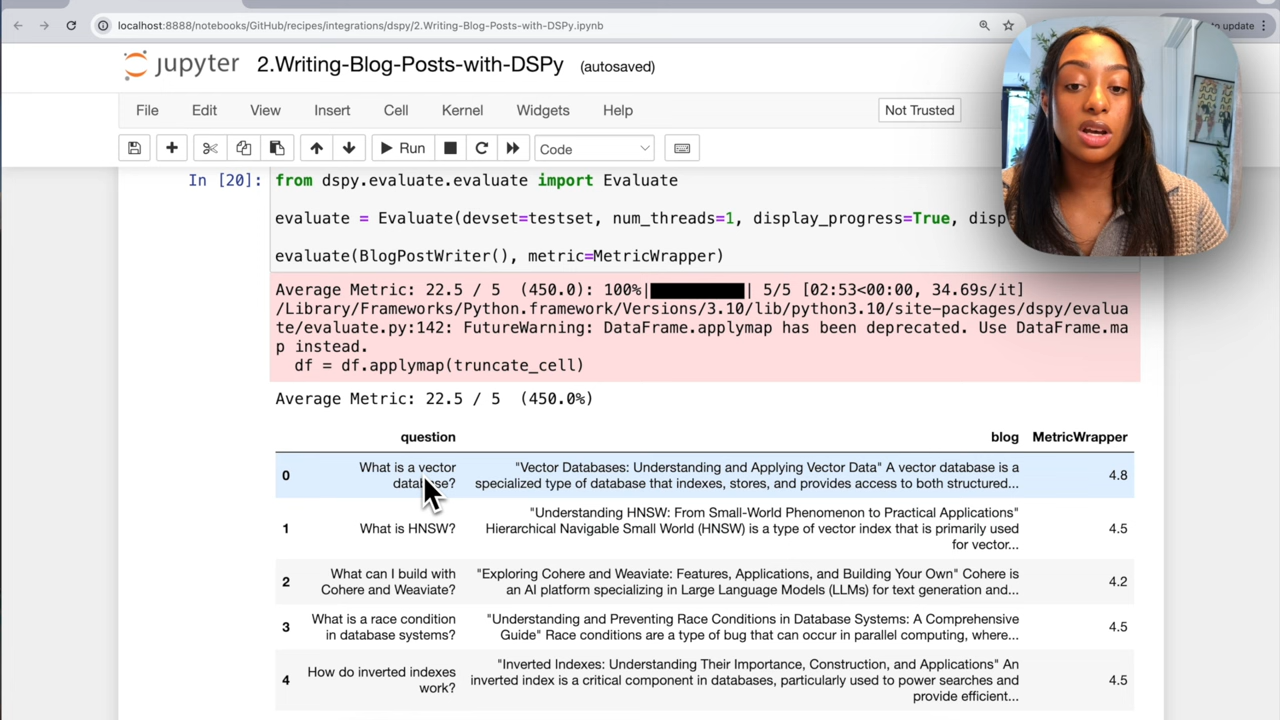 localhost:8888/notebooks/GitHub/recipes/integrations/dspy/2.Writing-Blog-Posts-with-DSPy.ipynb
to update
jupyter 2.Writing-Blog-Posts-with-DSPy (autosaved)
File Edit View Insert Cell Kernel Widgets Help Not Trusted
Run Code
In [20]: from dspy.evaluate.evaluate import Evaluate
evaluate = Evaluate(devset=testset, num_threads=1, display_progress=True, disp
evaluate(BlogPostWriter(), metric=MetricWrapper)
Average Metric: 22.5 / 5 (450.0): 100%| | 5/5 [02:53<00:00, 34.69s/it]
/Library/Frameworks/Python.framework/Versions/3.10/lib/python3.10/site-packages/dspy/evalua
te/evaluate.py:142: FutureWarning: DataFrame.applymap has been deprecated. Use DataFrame.ma
p instead.
df = df.applymap(truncate_cell)
Average Metric: 22.5 / 5 (450.0%)
question blog MetricWrapper
0 What is a vector database? "Vector Databases: Understanding and Applying Vector Data" A vector database is a
specialized type of database that indexes, stores, and provides access to both structured... 4.8
1 What is HNSW? "Understanding HNSW: From Small-World Phenomenon to Practical Applications"
Hierarchical Navigable Small World (HNSW) is a type of vector index that is primarily used
for vector... 4.5
2 What can I build with Cohere and Weaviate? "Exploring Cohere and Weaviate: Features, Applications, and Building Your Own" Cohere is
an AI platform specializing in Large Language Models (LLMs) for text generation and... 4.2
3 What is a race condition in database systems? "Understanding and Preventing Race Conditions in Database Systems: A Comprehensive
Guide" Race conditions are a type of bug that can occur in parallel computing, where... 4.5
4 How do inverted indexes work? "Inverted Indexes: Understanding Their Importance, Construction, and Applications" An
inverted index is a critical component in databases, particularly used to power searches and
provide efficient... 4.5